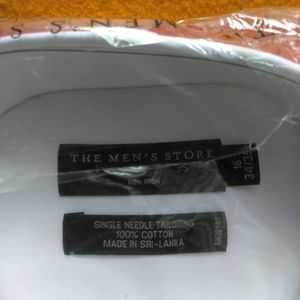 THE MEN'S STORE
NON IRON
16
34/35
SINGLE NEEDLE TAILORING
100% COTTON
MADE IN SRI-LANKA